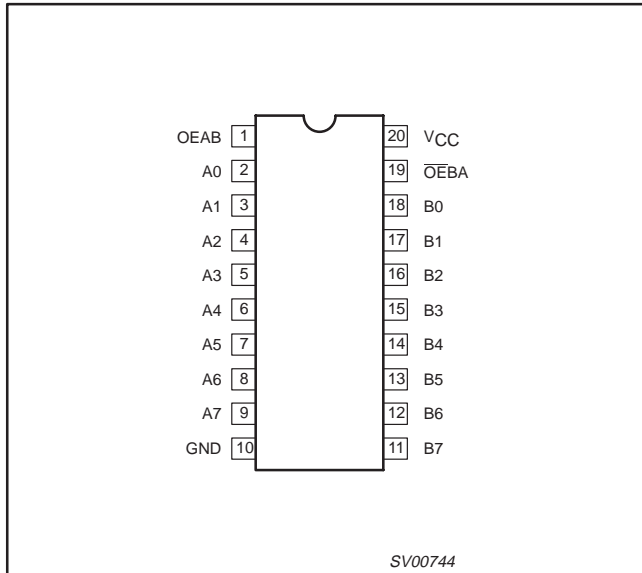 OEAB 1 20 VCC
A0 2 19 O̅E̅BA
A1 3 18 B0
A2 4 17 B1
A3 5 16 B2
A4 6 15 B3
A5 7 14 B4
A6 8 13 B5
A7 9 12 B6
GND 10 11 B7
SV00744